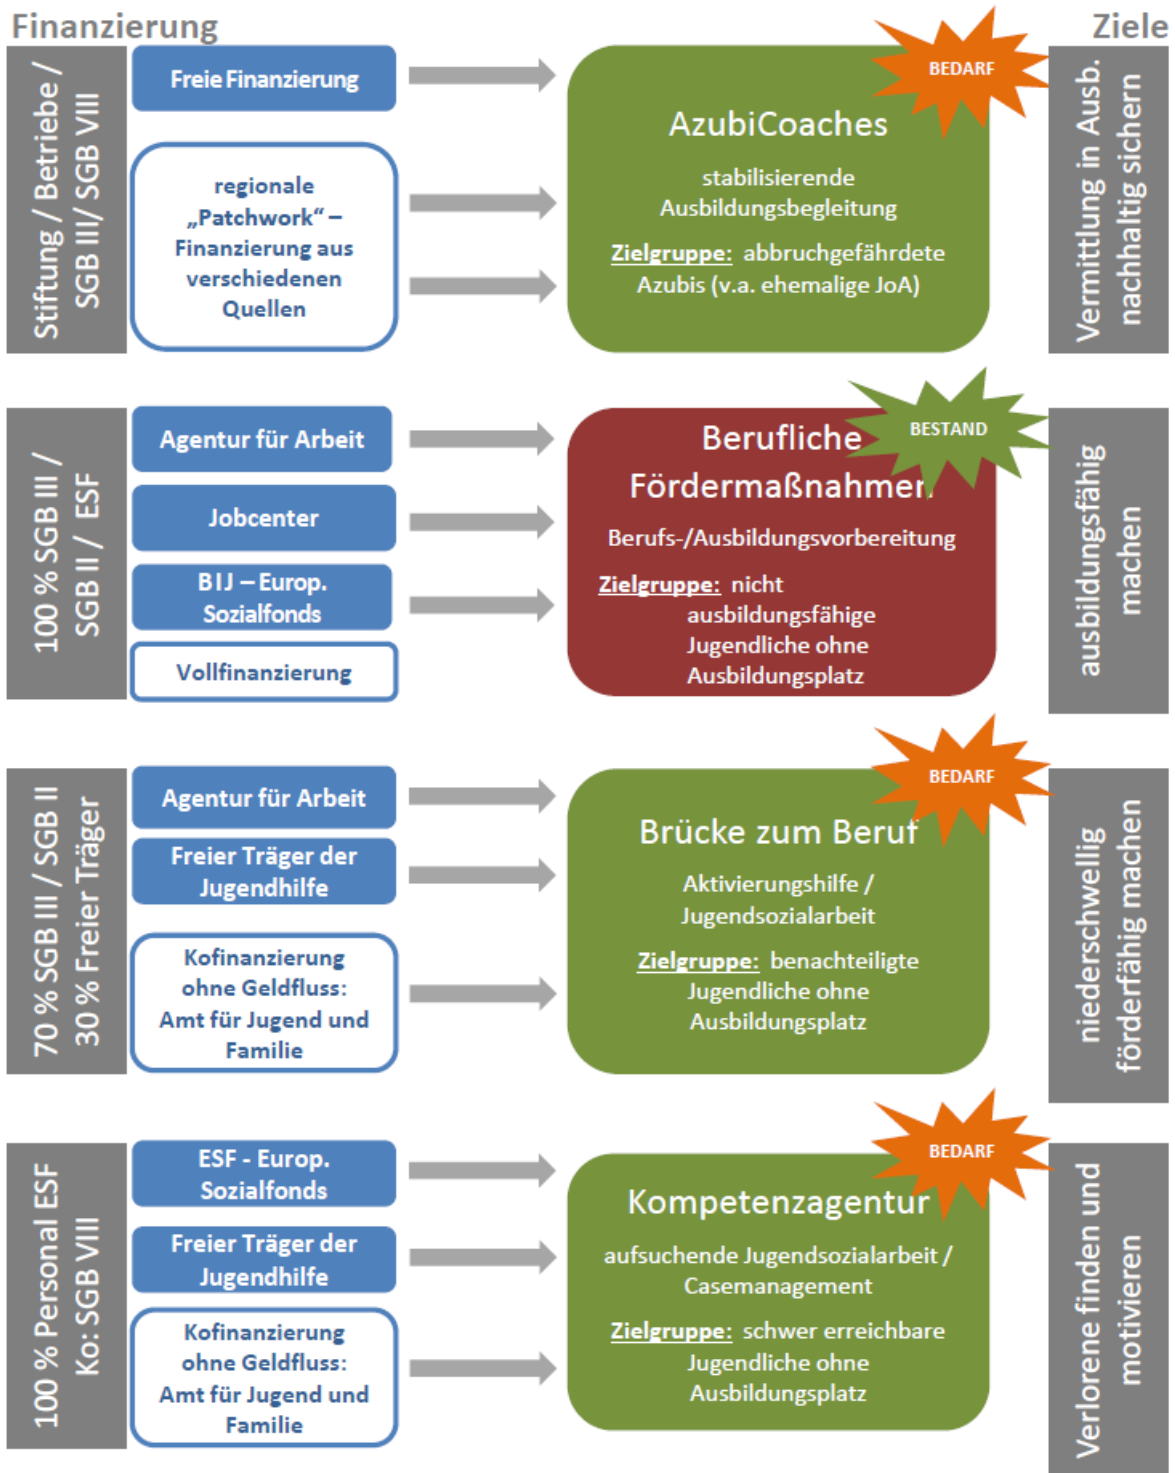 Finanzierung
Ziele
Stiftung / Betriebe /
SGB III/ SGB VIII
Freie Finanzierung
regionale
„Patchwork“ –
Finanzierung aus
verschiedenen
Quellen
BEDARF
AzubiCoaches
stabilisierende
Ausbildungsbegleitung
Zielgruppe: abbruchgefährdete
Azubis (v.a. ehemalige JoA)
Vermittlung in Ausb.
nachhaltig sichern
100 % SGB III /
SGB II / ESF
Agentur für Arbeit
Jobcenter
BIJ – Europ.
Sozialfonds
Vollfinanzierung
BESTAND
Berufliche
Fördermaßnahmen
Berufs-/Ausbildungsvorbereitung
Zielgruppe: nicht
ausbildungsfähige
Jugendliche ohne
Ausbildungsplatz
ausbildungsfähig
machen
70 % SGB III / SGB II
30 % Freier Träger
Agentur für Arbeit
Freier Träger der
Jugendhilfe
Kofinanzierung
ohne Geldfluss:
Amt für Jugend und
Familie
BEDARF
Brücke zum Beruf
Aktivierungshilfe /
Jugendsozialarbeit
Zielgruppe: benachteiligte
Jugendliche ohne
Ausbildungsplatz
niederschwellig
förderfähig machen
100 % Personal ESF
Ko: SGB VIII
ESF - Europ.
Sozialfonds
Freier Träger der
Jugendhilfe
Kofinanzierung
ohne Geldfluss:
Amt für Jugend und
Familie
BEDARF
Kompetenzagentur
aufsuchende Jugendsozialarbeit /
Casemanagement
Zielgruppe: schwer erreichbare
Jugendliche ohne
Ausbildungsplatz
Verlorene finden und
motivieren